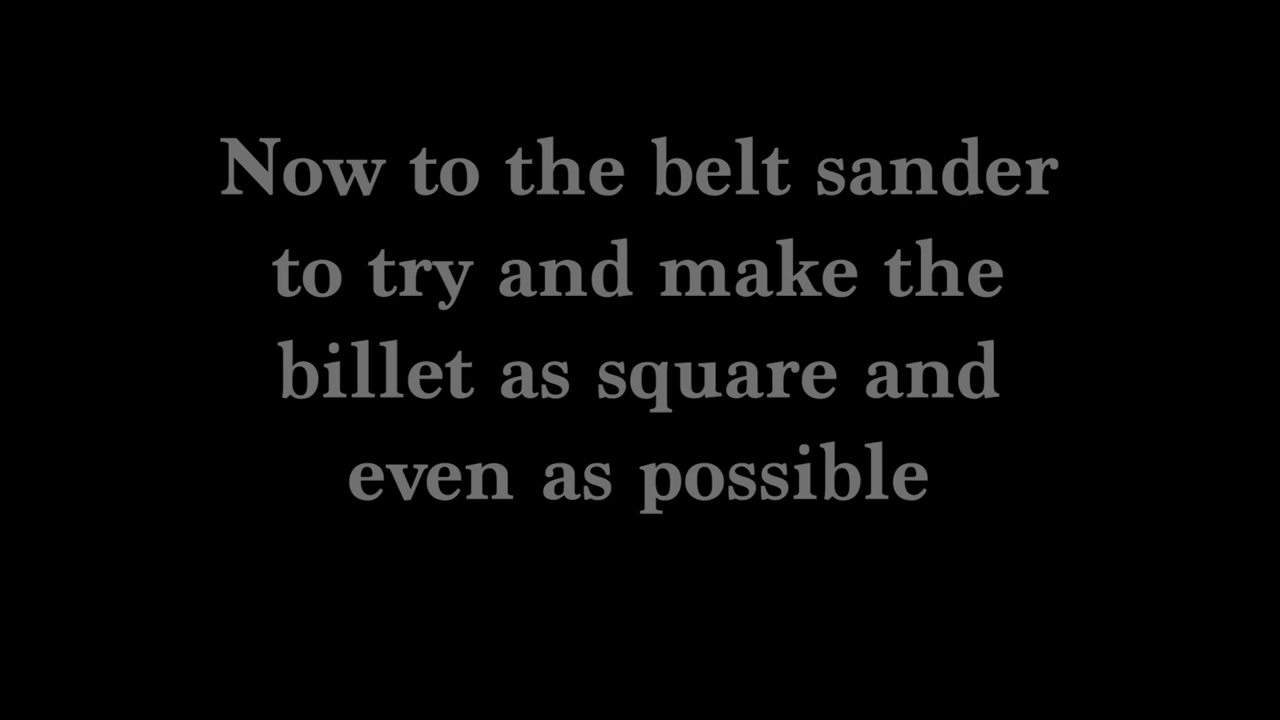 Now to the belt sander
to try and make the
billet as square and
even as possible